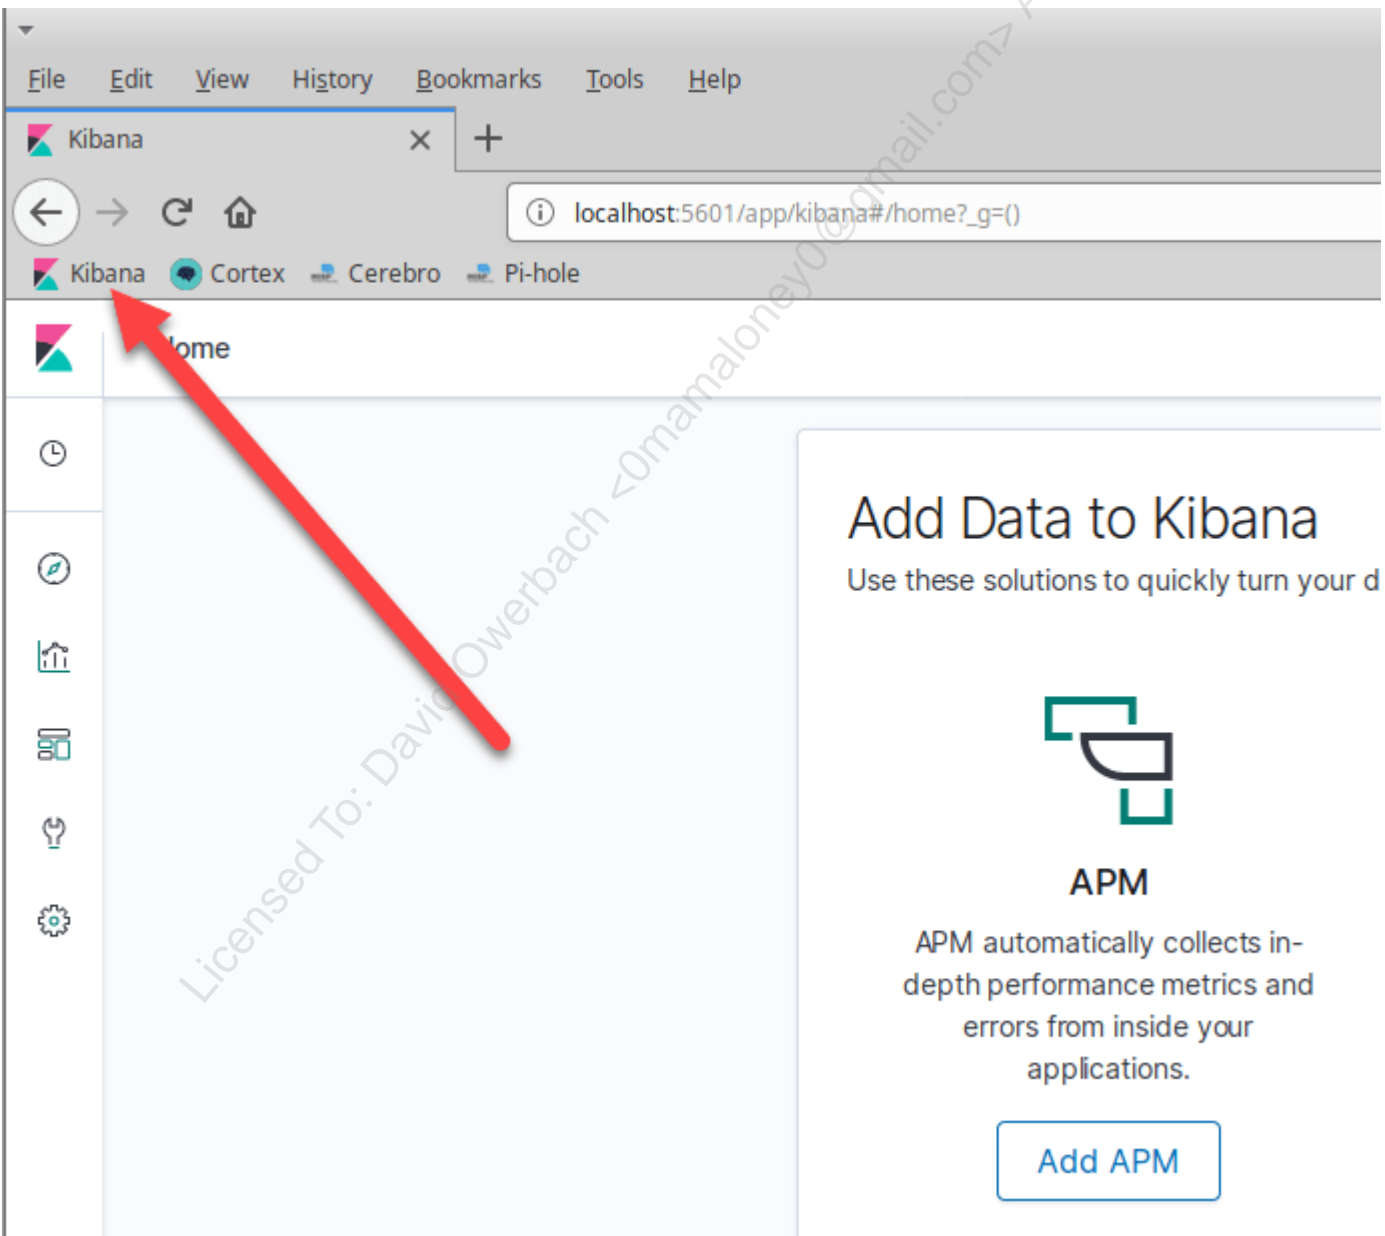 File Edit View History Bookmarks Tools Help
Kibana
localhost:5601/app/kibana#/home?_g=()
Kibana Cortex Cerebro Pi-hole
ome
Add Data to Kibana
Use these solutions to quickly turn your d
APM
APM automatically collects in-
depth performance metrics and
errors from inside your
applications.
Add APM
Licensed To: David Owerbach <0mamaloney0@gmail.com>